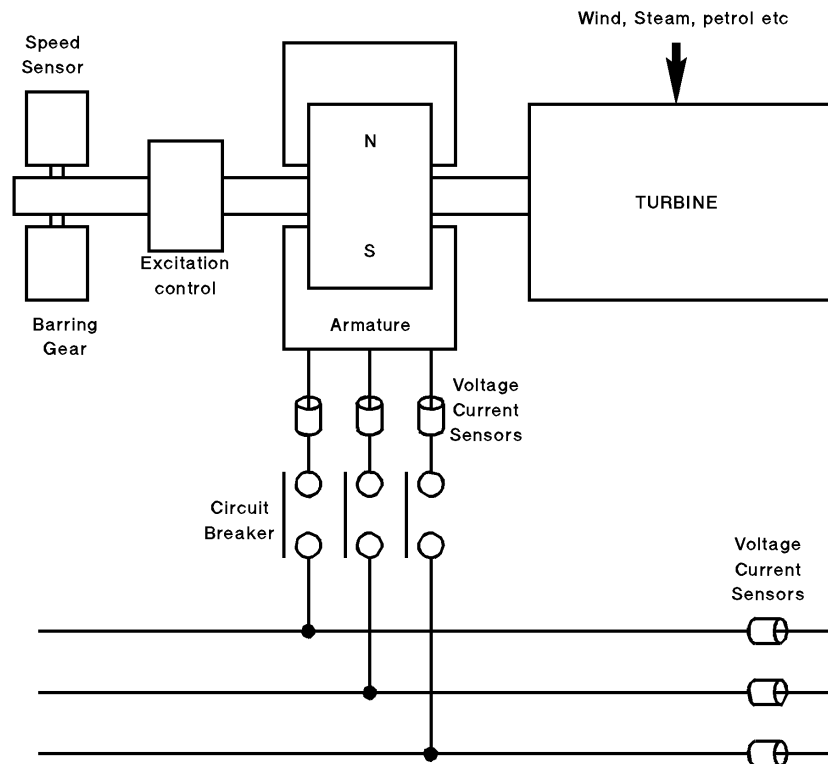 Wind, Steam, petrol etc
Speed
Sensor
N
TURBINE
S
Excitation
control
Barring
Gear
Armature
Voltage
Current
Sensors
Circuit
Breaker
Voltage
Current
Sensors